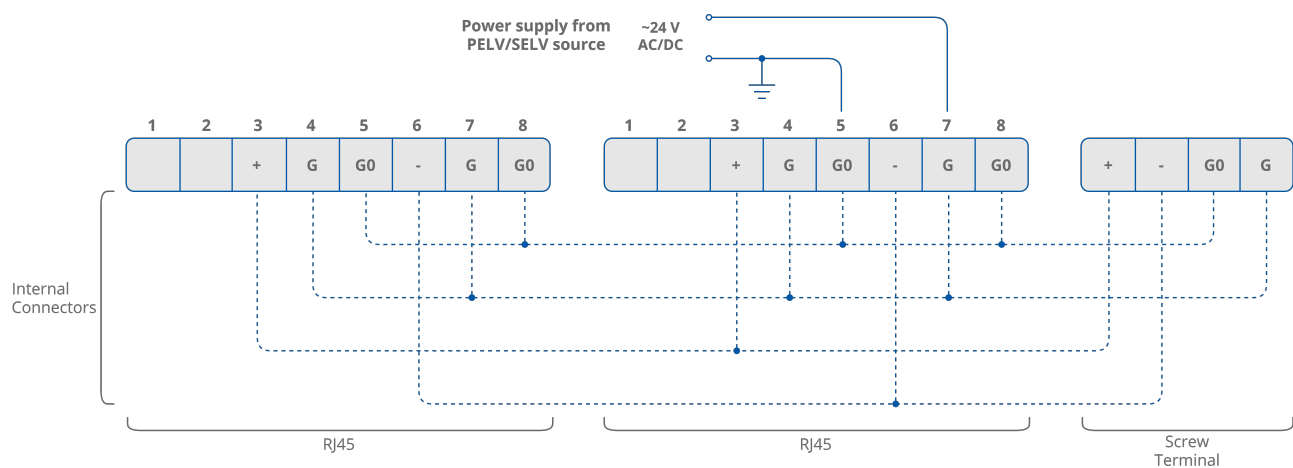 Power supply from
PELV/SELV source
~24 V
AC/DC
1 2 3 4 5 6 7 8
1 2 3 4 5 6 7 8
+ G G0 - G G0
+ G G0 - G G0
+ - G0 G
Internal
Connectors
RJ45
RJ45
Screw
Terminal